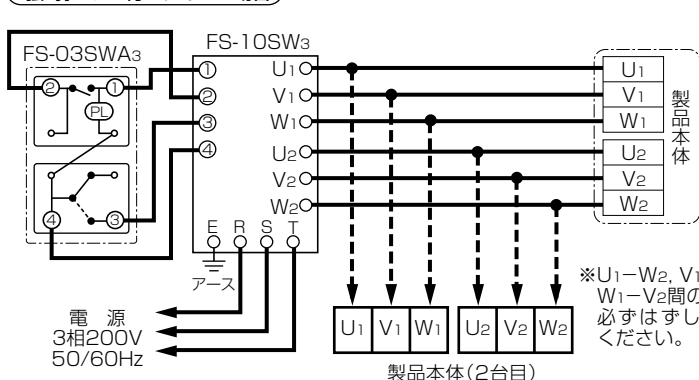 FS-10SW3
FS-03SWA3
② ①
PL
④ ③
①
②
③
④
U1
V1
W1
U2
V2
W2
E R S T
アース
電 源
3相200V
50/60Hz
U1
V1
W1
U2
V2
W2
製品本体
U1 V1 W1
U2 V2 W2
製品本体(2台目)
※U1−W2, V1
W1−V2間の
必ずはずし
ください。